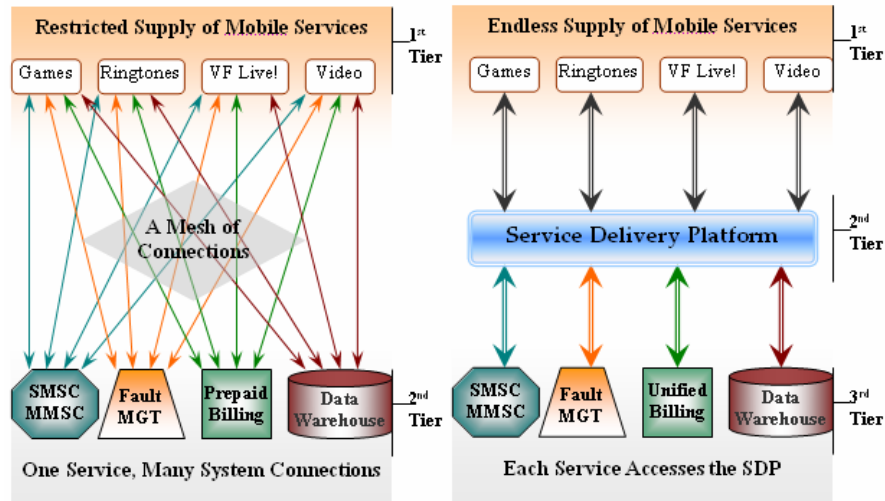 Restricted Supply of Mobile Services
1st
Tier
Games
Ringtones
VF Live!
Video
A Mesh of
Connections
SMSC
MMSC
Fault
MGT
Prepaid
Billing
Data
Warehouse
2nd
Tier
One Service, Many System Connections
Endless Supply of Mobile Services
1st
Tier
Games
Ringtones
VF Live!
Video
Service Delivery Platform
2nd
Tier
SMSC
MMSC
Fault
MGT
Unified
Billing
Data
Warehouse
3rd
Tier
Each Service Accesses the SDP